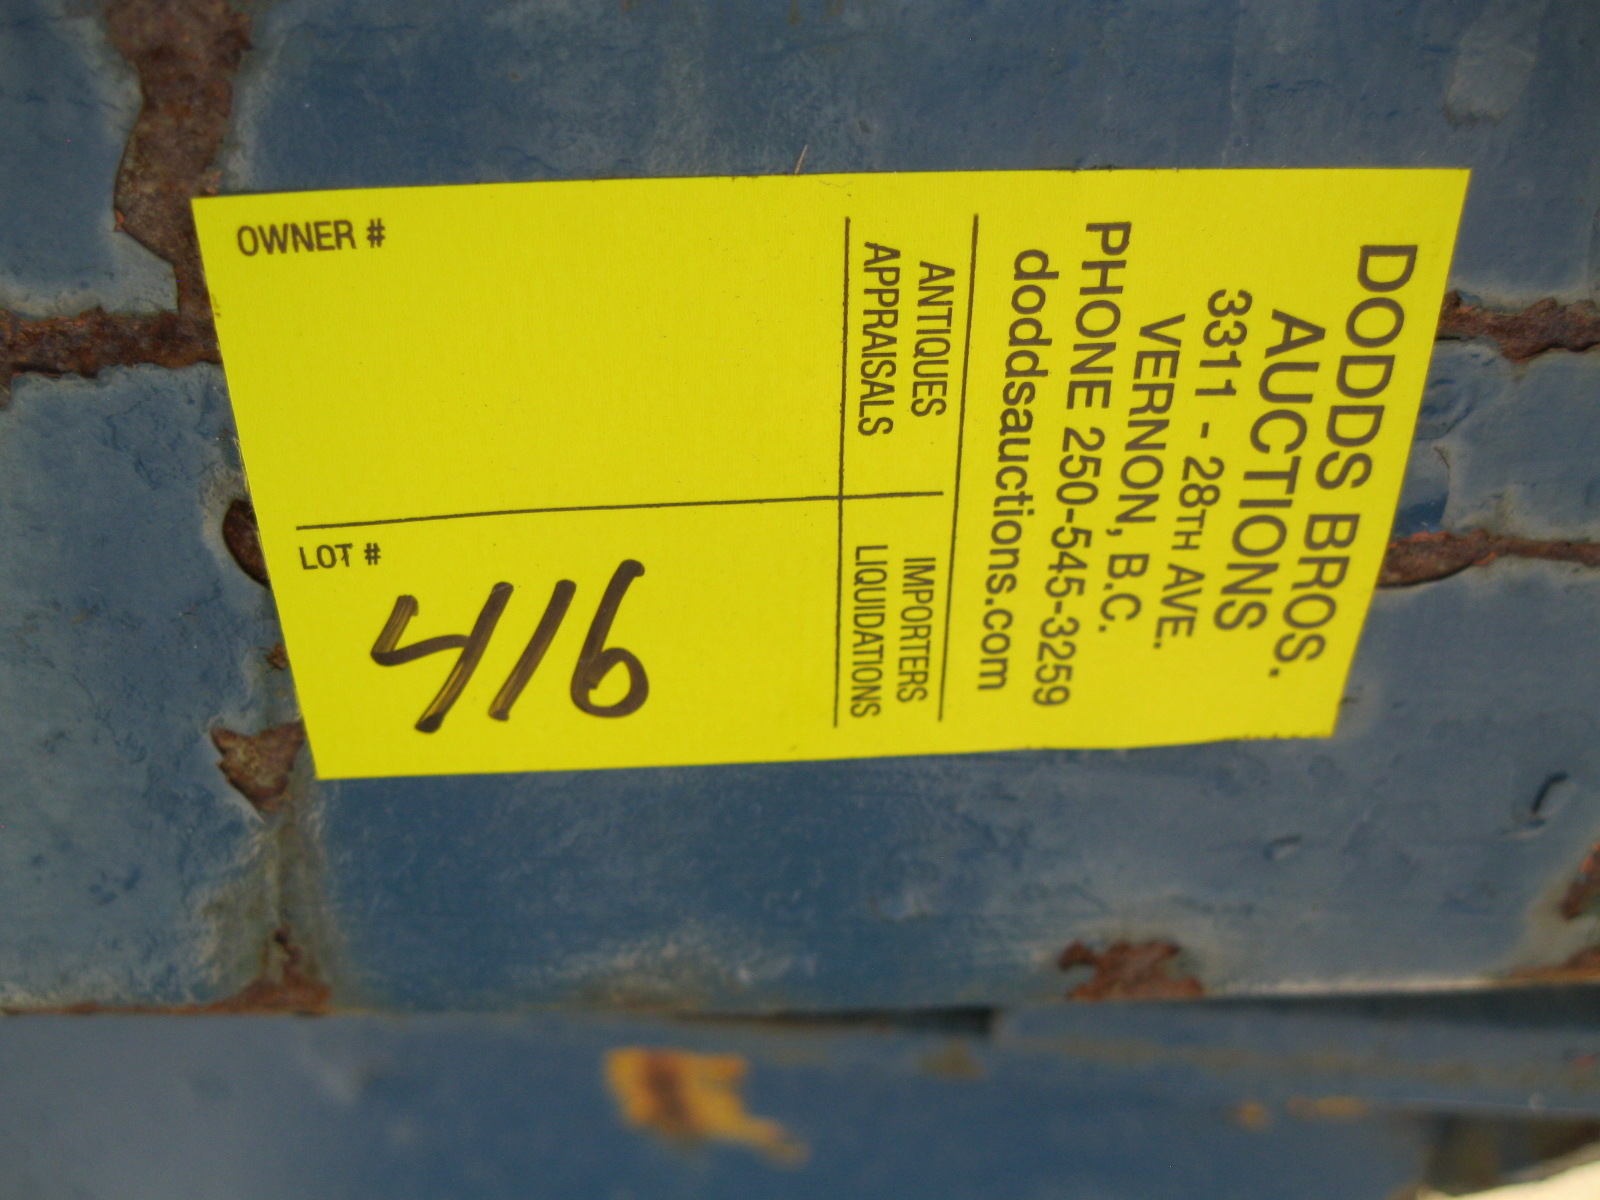 DODDS BROS.
AUCTIONS
3311 - 28TH AVE.
VERNON, B.C.
PHONE 250-545-3259
doddsauctions.com
ANTIQUES
APPRAISALS
IMPORTERS
LIQUIDATIONS
OWNER #
LOT #
416